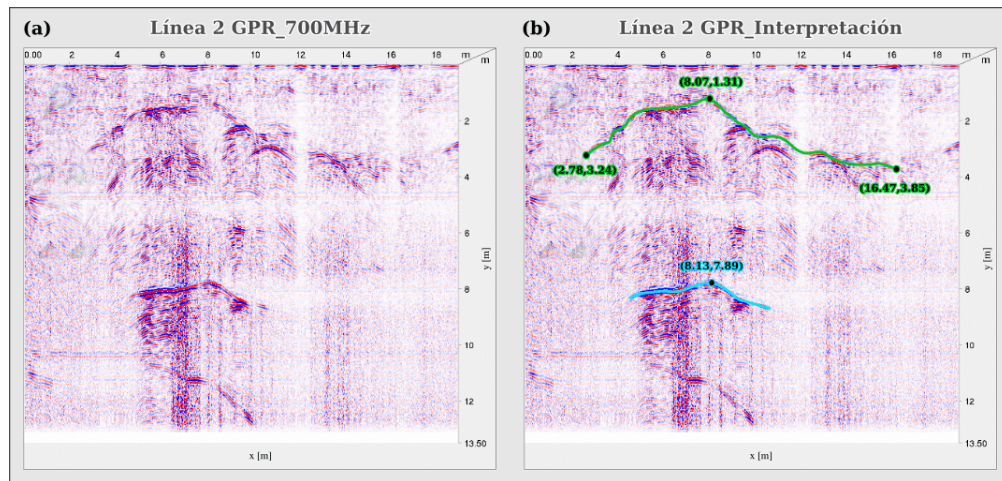 (a) Línea 2 GPR_700MHz
0.00 2 4 6 8 10 12 14 16 18 m
m
2
4
6
8
10
12
13.50
y [m]
x [m]
(b) Línea 2 GPR_Interpretación
0.00 2 4 6 8 10 12 14 16 18 m
m
(8.07,1.31)
2
(2.78,3.24)
4
(16.47,3.85)
6
(8.13,7.89)
8
10
12
13.50
y [m]
x [m]